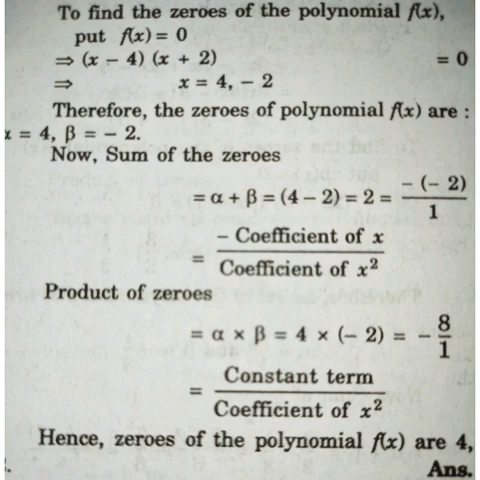 To find the zeroes of the polynomial f(x),
put f(x) = 0
⇒ (x − 4) (x + 2) = 0
⇒ x = 4, − 2
Therefore, the zeroes of polynomial f(x) are :
α = 4, β = − 2.
Now, Sum of the zeroes
= α + β = (4 − 2) = 2 = − (− 2) / 1
= − Coefficient of x / Coefficient of x²
Product of zeroes
= α × β = 4 × (− 2) = − 8 / 1
= Constant term / Coefficient of x²
Hence, zeroes of the polynomial f(x) are 4,
. Ans.